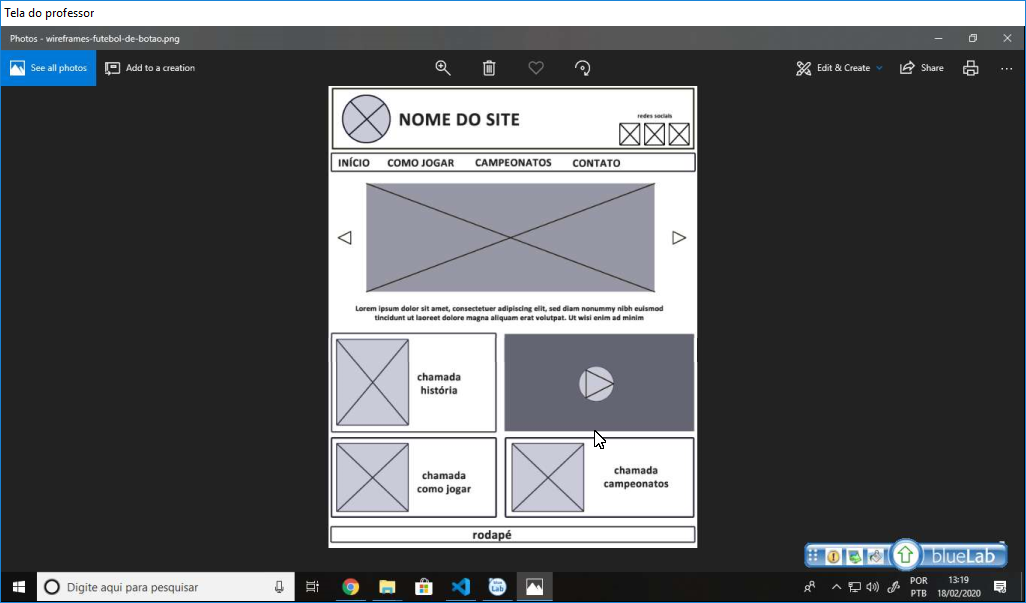 Tela do professor
Photos - wireframes-futebol-de-botao.png
See all photos
Add to a creation
Edit & Create
Share
NOME DO SITE
redes sociais
INÍCIO COMO JOGAR CAMPEONATOS CONTATO
Lorem ipsum dolor sit amet, consectetuer adipiscing elit, sed diam nonummy nibh euismod
tincidunt ut laoreet dolore magna aliquam erat volutpat. Ut wisi enim ad minim
chamada
história
chamada
como jogar
chamada
campeonatos
rodapé
blueLab
Digite aqui para pesquisar
blue
Lab
POR
PTB
13:19
18/02/2020